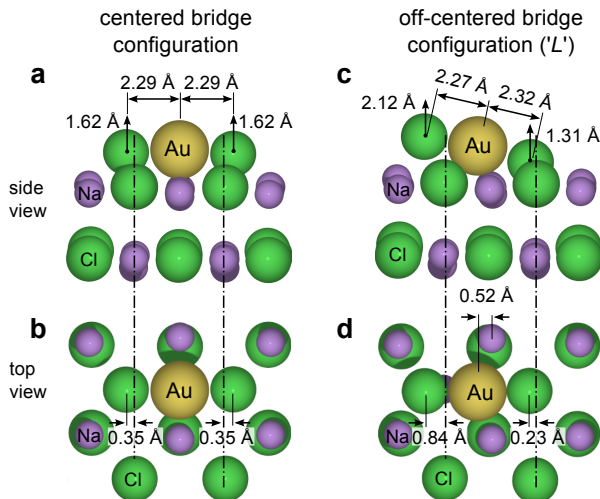 centered bridge
configuration
off-centered bridge
configuration ('L')
a
2.29 Å 2.29 Å
1.62 Å 1.62 Å
Au
side
view
Na
Cl
c
2.27 Å 2.32 Å
2.12 Å 1.31 Å
Au
Na
Cl
b
top
view
Au
Na
0.35 Å 0.35 Å
Cl
d
0.52 Å
Au
Na
0.84 Å 0.23 Å
Cl